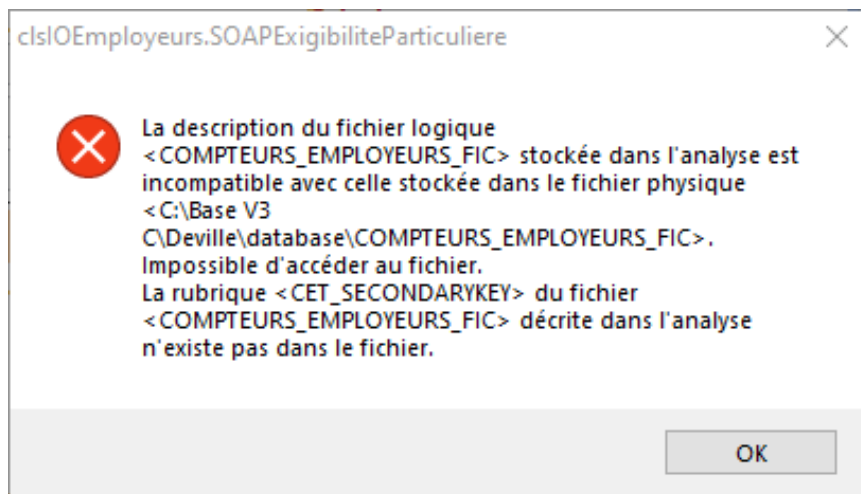 clsIOEmployeurs.SOAPExigibiliteParticuliere
La description du fichier logique
<COMPTEURS_EMPLOYEURS_FIC> stockée dans l'analyse est
incompatible avec celle stockée dans le fichier physique
<C:\Base V3
C\Deville\database\COMPTEURS_EMPLOYEURS_FIC>.
Impossible d'accéder au fichier.
La rubrique <CET_SECONDARYKEY> du fichier
<COMPTEURS_EMPLOYEURS_FIC> décrite dans l'analyse
n'existe pas dans le fichier.
OK